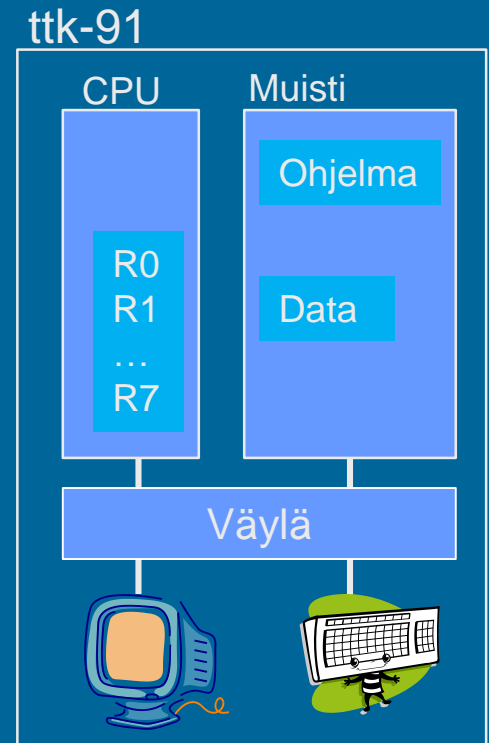 ttk-91
CPU
Muisti
Ohjelma
R0
R1
...
R7
Data
Väylä